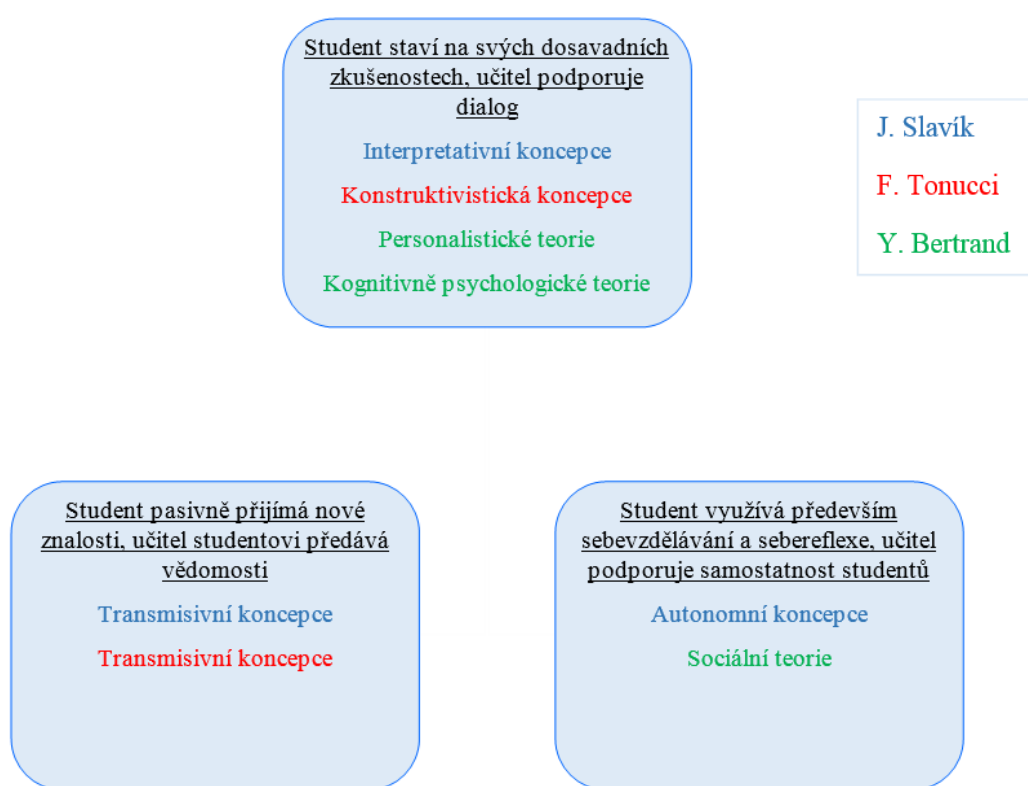 Student staví na svých dosavadních
zkušenostech, učitel podporuje
dialog
Interpretativní koncepce
Konstruktivistická koncepce
Personalistické teorie
Kognitivně psychologické teorie
J. Slavík
F. Tonucci
Y. Bertrand
Student pasivně přijímá nové
znalosti, učitel studentovi předává
vědomosti
Transmisivní koncepce
Transmisivní koncepce
Student využívá především
sebevzdělávání a sebereflexe, učitel
podporuje samostatnost studentů
Autonomní koncepce
Sociální teorie